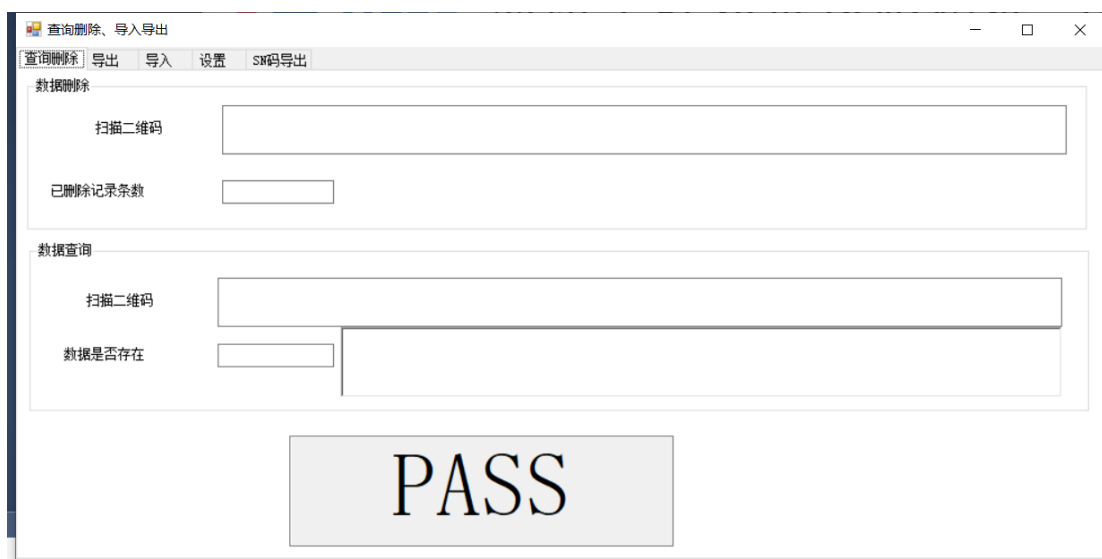 查询删除、导入导出
查询删除 导出 导入 设置 SN码导出
数据删除
扫描二维码
已删除记录条数
数据查询
扫描二维码
数据是否存在
PASS